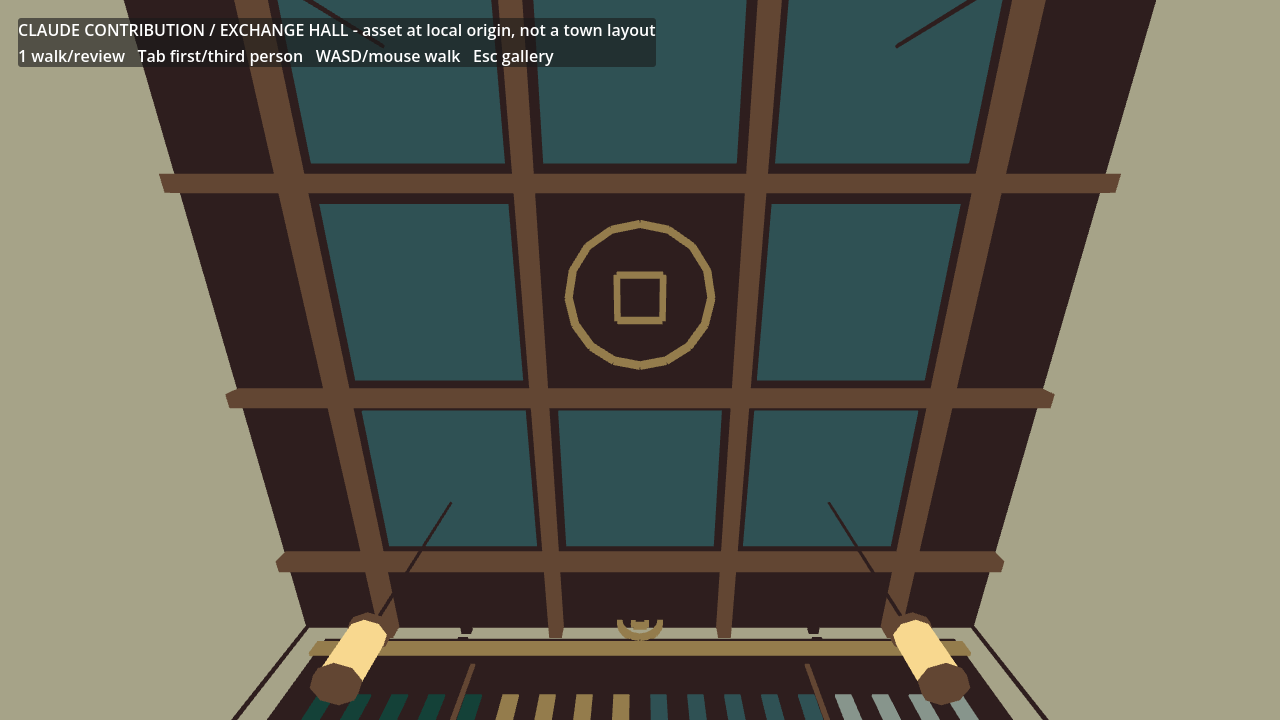 CLAUDE CONTRIBUTION / EXCHANGE HALL - asset at local origin, not a town layout
1 walk/review   Tab first/third person   WASD/mouse walk   Esc gallery